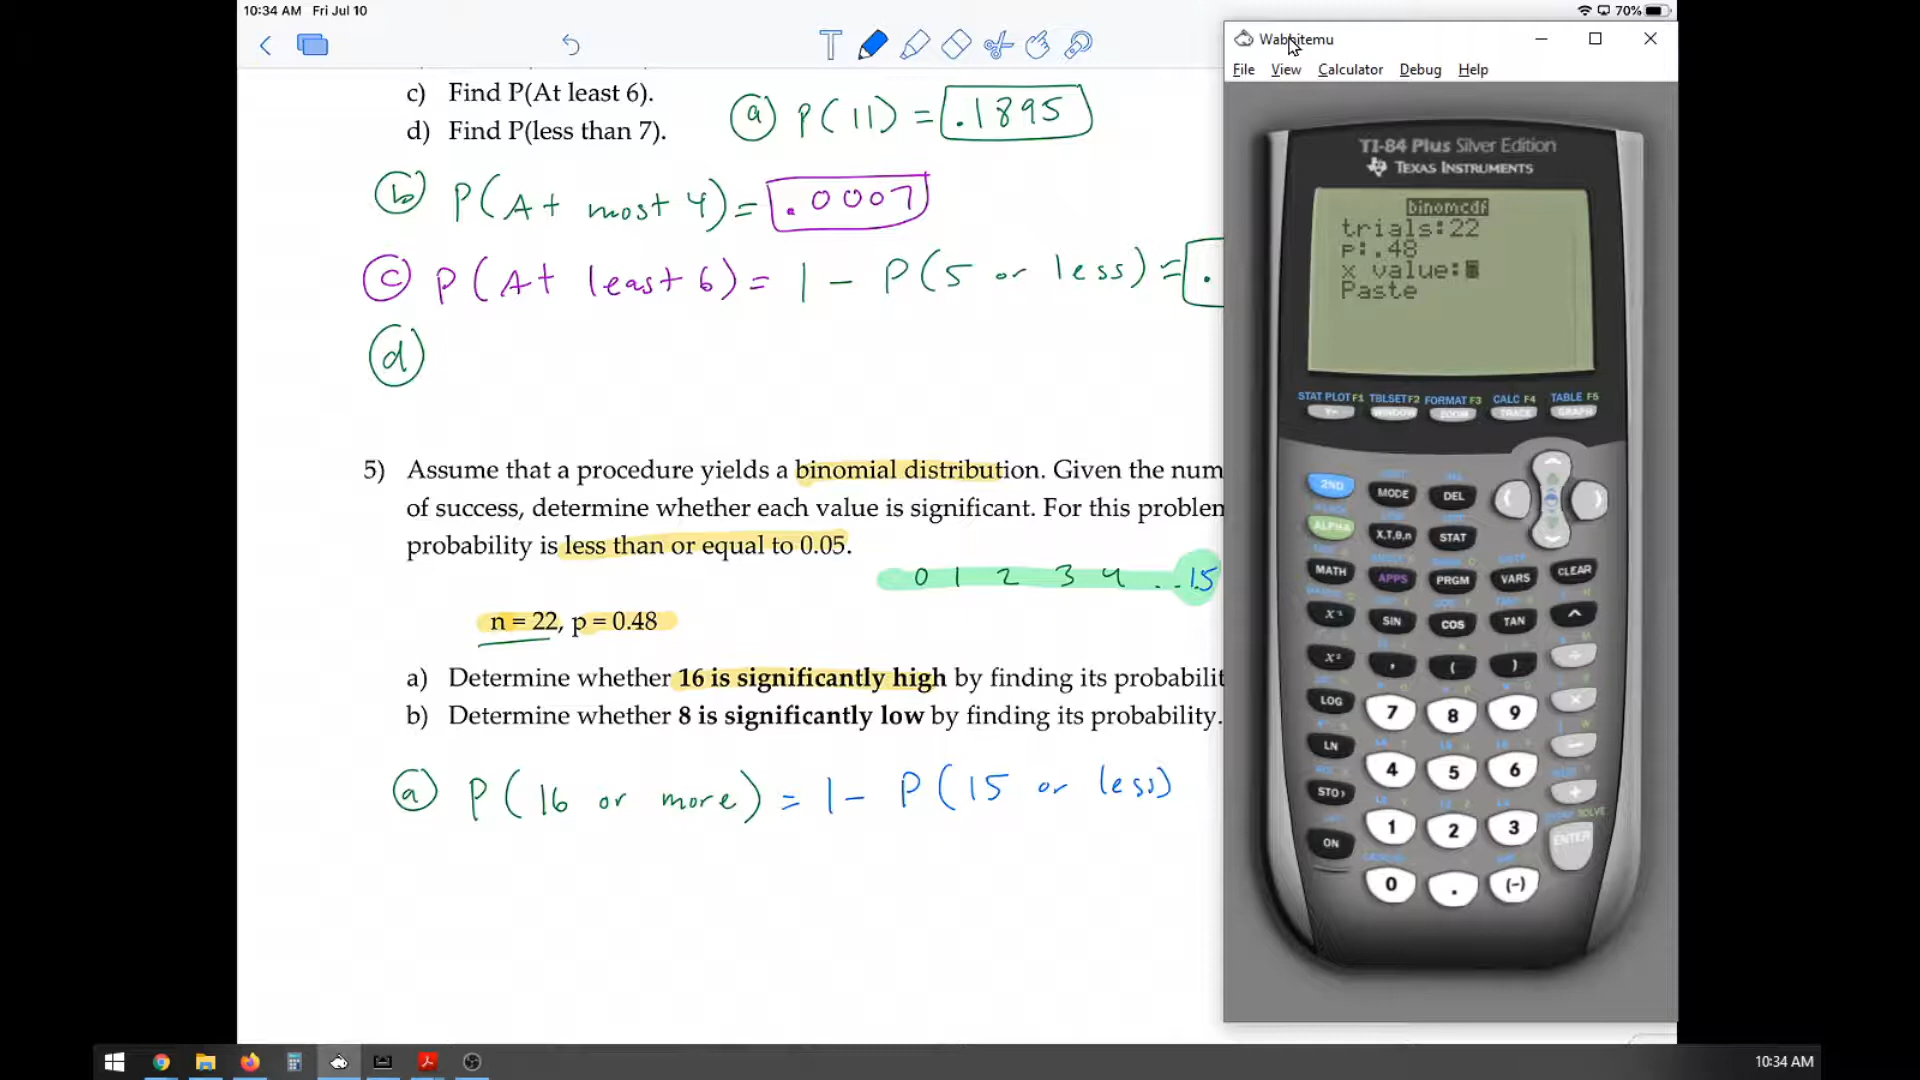 10:34 AM Fri Jul 10
70%
c) Find P(At least 6).
d) Find P(less than 7).
ⓐ P(11) = .1895
ⓑ P(At most 4) = .0007
ⓒ P(At least 6) = 1 - P(5 or less) = .
ⓓ
5) Assume that a procedure yields a binomial distribution. Given the num
of success, determine whether each value is significant. For this problem
probability is less than or equal to 0.05.
0 1 2 3 4 ... 15
n = 22, p = 0.48
a) Determine whether 16 is significantly high by finding its probabilit
b) Determine whether 8 is significantly low by finding its probability.
ⓐ P(16 or more) = 1 - P(15 or less)
Wabbitemu
File View Calculator Debug Help
TI-84 Plus Silver Edition
TEXAS INSTRUMENTS
binomcdf
trials:22
p:.48
x value:
Paste
STAT PLOT F1 TBLSET F2 FORMAT F3 CALC F4 TABLE F5
Y= WINDOW ZOOM TRACE GRAPH
2ND MODE DEL
ALPHA X,T,θ,n STAT
MATH APPS PRGM VARS CLEAR
SIN COS TAN ^
x² , ( ) ÷
LOG 7 8 9 ×
LN 4 5 6 −
STO› 1 2 3 +
ON 0 . (-) ENTER
10:34 AM